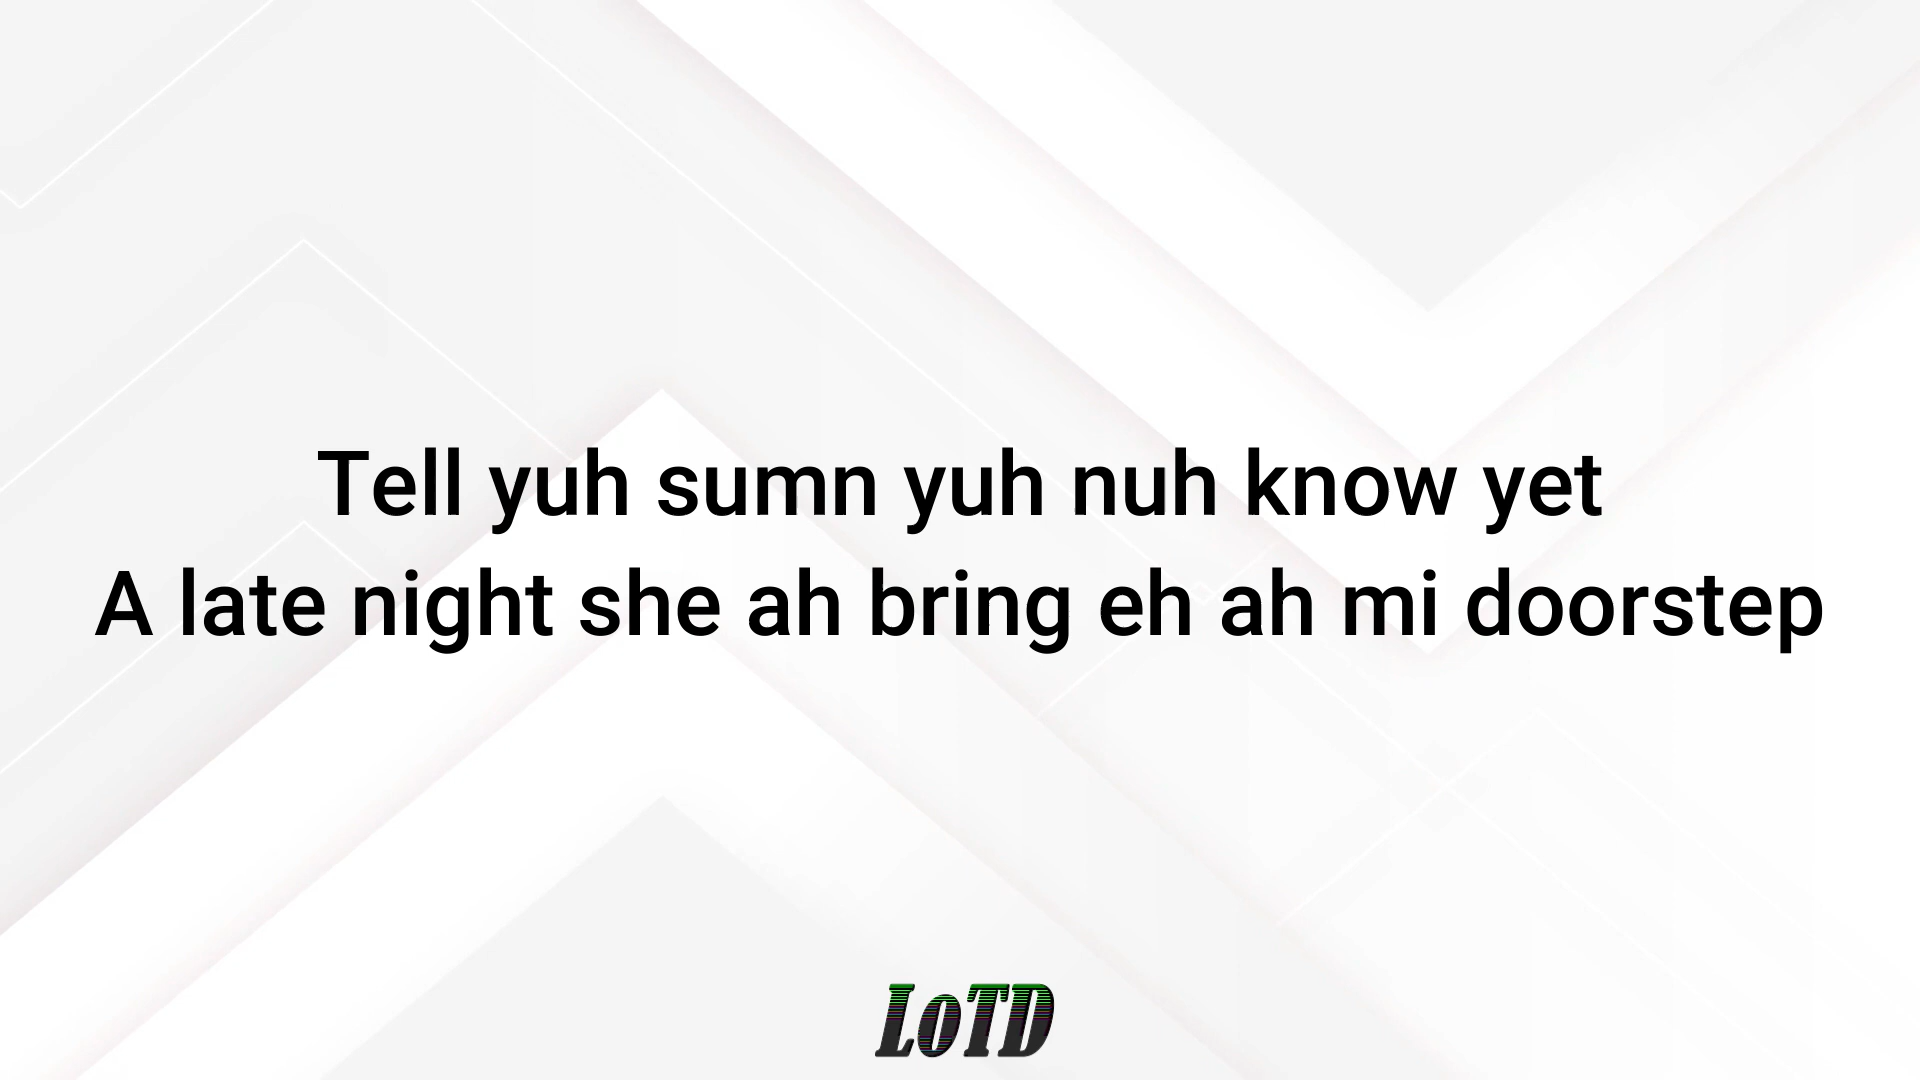 Tell yuh sumn yuh nuh know yet
A late night she ah bring eh ah mi doorstep
LoTD